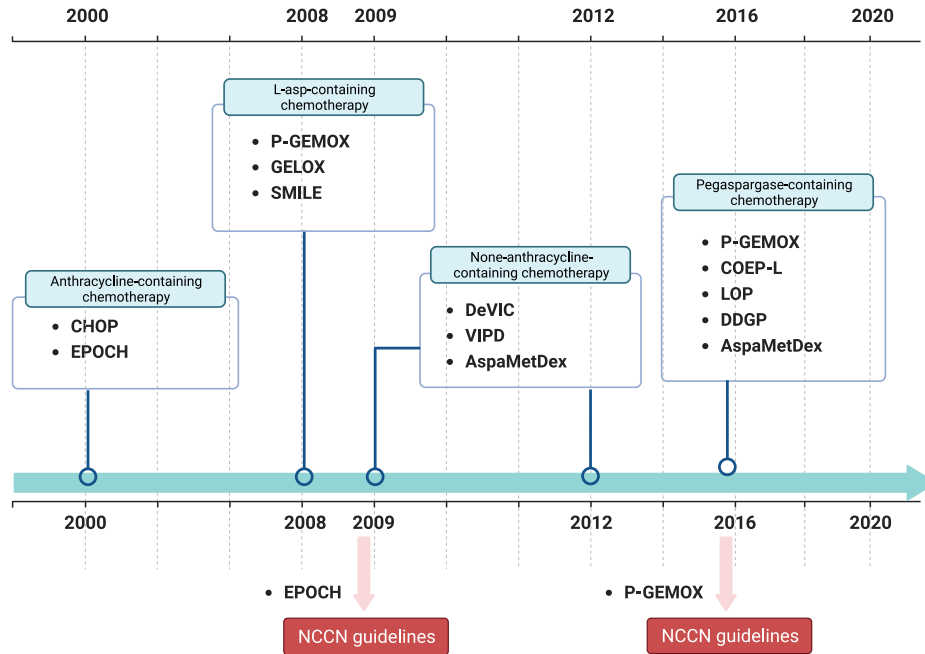 2000 2008 2009 2012 2016 2020
L-asp-containing
chemotherapy
• P-GEMOX
• GELOX
• SMILE
Pegaspargase-containing
chemotherapy
• P-GEMOX
• COEP-L
• LOP
• DDGP
• AspaMetDex
None-anthracycline-
containing chemotherapy
• DeVIC
• VIPD
• AspaMetDex
Anthracycline-containing
chemotherapy
• CHOP
• EPOCH
2000 2008 2009 2012 2016 2020
• EPOCH
NCCN guidelines
• P-GEMOX
NCCN guidelines